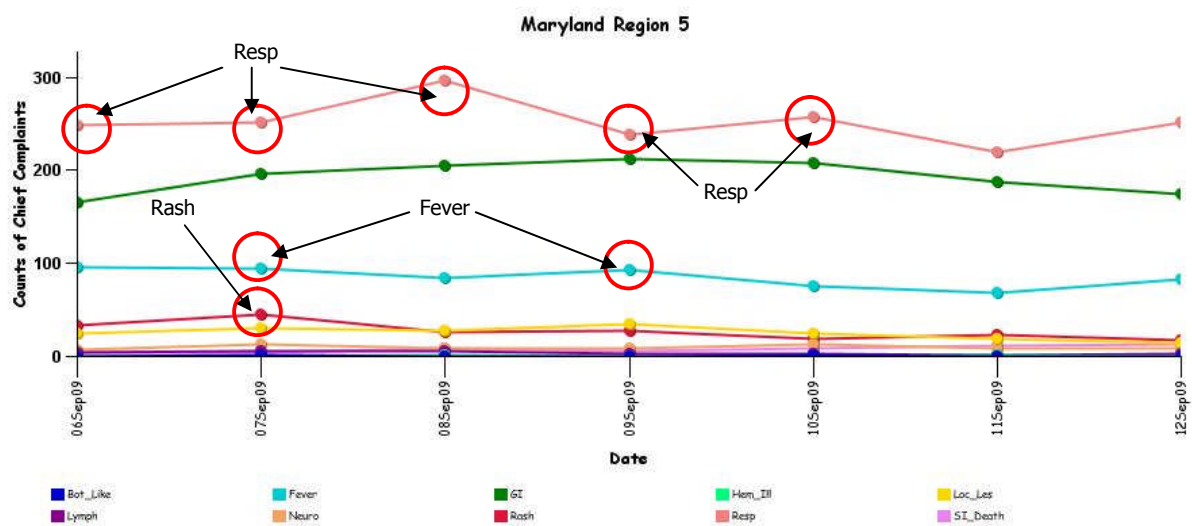 Maryland Region 5
Resp
300
200
Resp
Rash
Fever
100
0
Counts of Chief Complaints
06Sep09
07Sep09
08Sep09
09Sep09
10Sep09
11Sep09
12Sep09
Date
Bot_Like
Fever
GI
Hem_Ill
Loc_Les
Lymph
Neuro
Rash
Resp
SI_Death